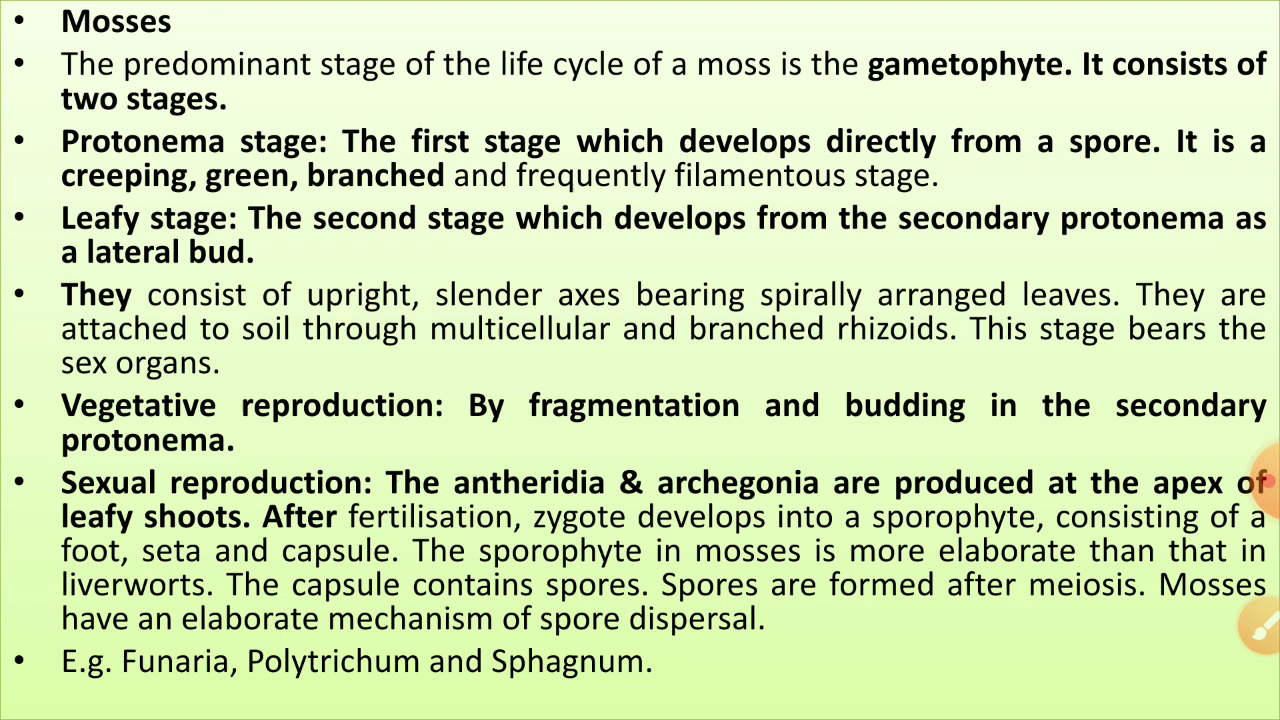 • Mosses
• The predominant stage of the life cycle of a moss is the gametophyte. It consists of
two stages.
• Protonema stage: The first stage which develops directly from a spore. It is a
creeping, green, branched and frequently filamentous stage.
• Leafy stage: The second stage which develops from the secondary protonema as
a lateral bud.
• They consist of upright, slender axes bearing spirally arranged leaves. They are
attached to soil through multicellular and branched rhizoids. This stage bears the
sex organs.
• Vegetative reproduction: By fragmentation and budding in the secondary
protonema.
• Sexual reproduction: The antheridia & archegonia are produced at the apex of
leafy shoots. After fertilisation, zygote develops into a sporophyte, consisting of a
foot, seta and capsule. The sporophyte in mosses is more elaborate than that in
liverworts. The capsule contains spores. Spores are formed after meiosis. Mosses
have an elaborate mechanism of spore dispersal.
• E.g. Funaria, Polytrichum and Sphagnum.